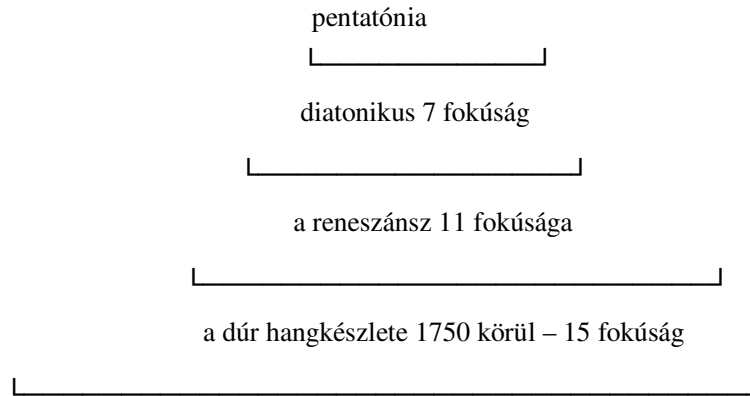 pentatónia
diatonikus 7 fokúság
a reneszánsz 11 fokúsága
a dúr hangkészlete 1750 körül – 15 fokúság